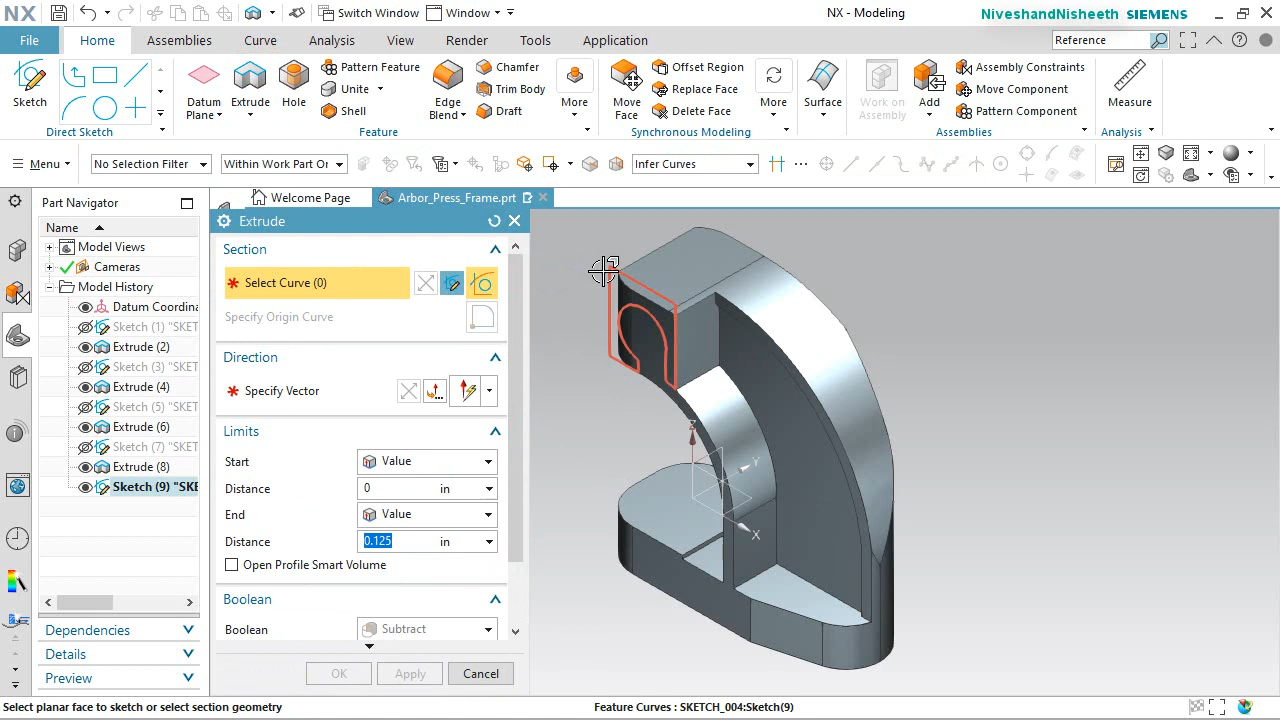 NX
Switch Window
Window
NX - Modeling
NiveshandNisheeth SIEMENS
File
Home
Assemblies
Curve
Analysis
View
Render
Tools
Application
Reference
Sketch
Direct Sketch
Datum Plane
Extrude
Hole
Pattern Feature
Unite
Shell
Feature
Edge Blend
Chamfer
Trim Body
Draft
More
Move Face
Offset Region
Replace Face
Delete Face
More
Synchronous Modeling
Surface
Work on Assembly
Add
Assembly Constraints
Move Component
Pattern Component
Assemblies
Measure
Analysis
Menu
No Selection Filter
Within Work Part On
Infer Curves
Part Navigator
Welcome Page
Arbor_Press_Frame.prt
Name
Model Views
Cameras
Model History
Datum Coordina
Sketch (1) "SKET
Extrude (2)
Sketch (3) "SKET
Extrude (4)
Sketch (5) "SKET
Extrude (6)
Sketch (7) "SKET
Extrude (8)
Sketch (9) "SKE
Dependencies
Details
Preview
Extrude
Section
Select Curve (0)
Specify Origin Curve
Direction
Specify Vector
Limits
Start
Value
Distance
0 in
End
Value
Distance
0.125 in
Open Profile Smart Volume
Boolean
Boolean
Subtract
OK
Apply
Cancel
Z
Y
X
Select planar face to sketch or select section geometry
Feature Curves : SKETCH_004:Sketch(9)